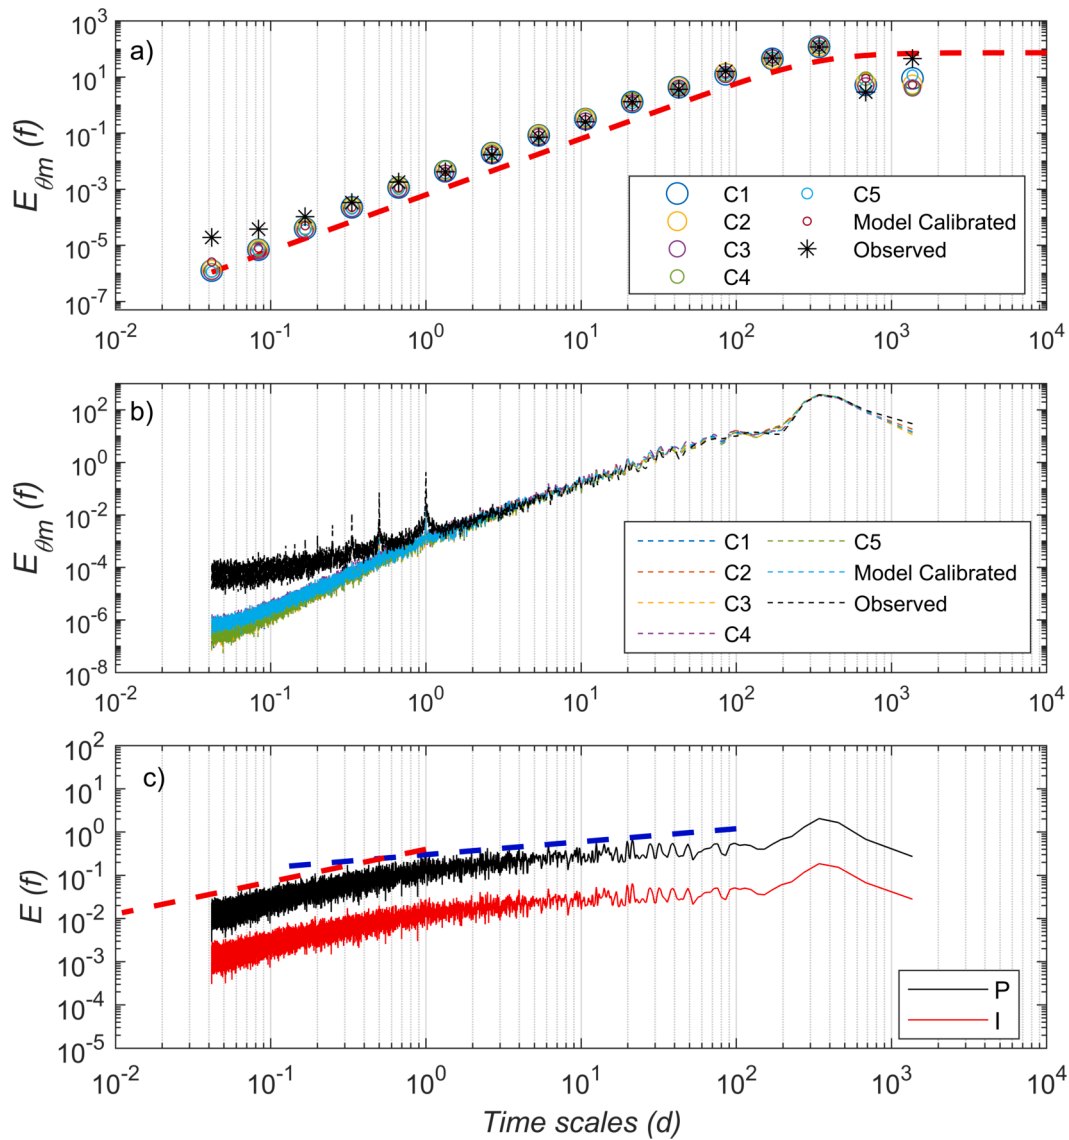 a)
E_θm (f)
10^3
10^1
10^-1
10^-3
10^-5
10^-7
10^-2 10^-1 10^0 10^1 10^2 10^3 10^4
C1 C5
C2 Model Calibrated
C3 Observed
C4
b)
E_θm (f)
10^2
10^0
10^-2
10^-4
10^-6
10^-8
10^-2 10^-1 10^0 10^1 10^2 10^3 10^4
C1 C5
C2 Model Calibrated
C3 Observed
C4
c)
E (f)
10^2
10^1
10^0
10^-1
10^-2
10^-3
10^-4
10^-5
10^-2 10^-1 10^0 10^1 10^2 10^3 10^4
P
I
Time scales (d)